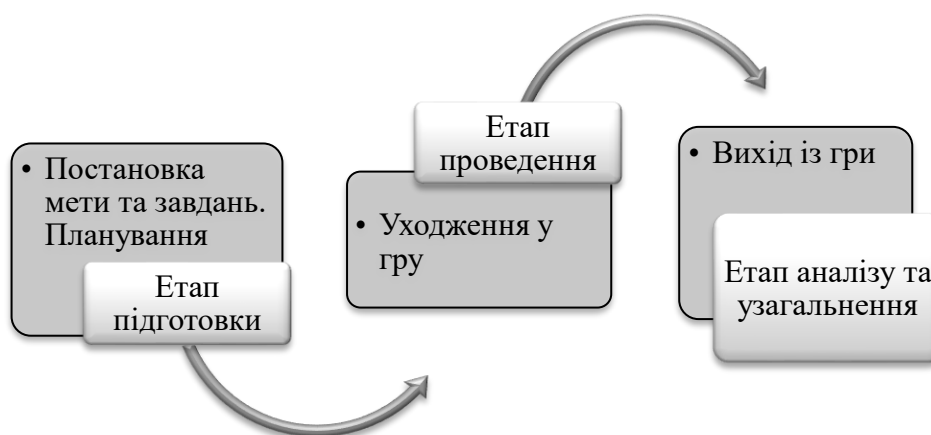 • Постановка
мети та завдань.
Планування
Етап
підготовки
Етап
проведення
• Уходження у
гру
• Вихід із гри
Етап аналізу та
узагальнення